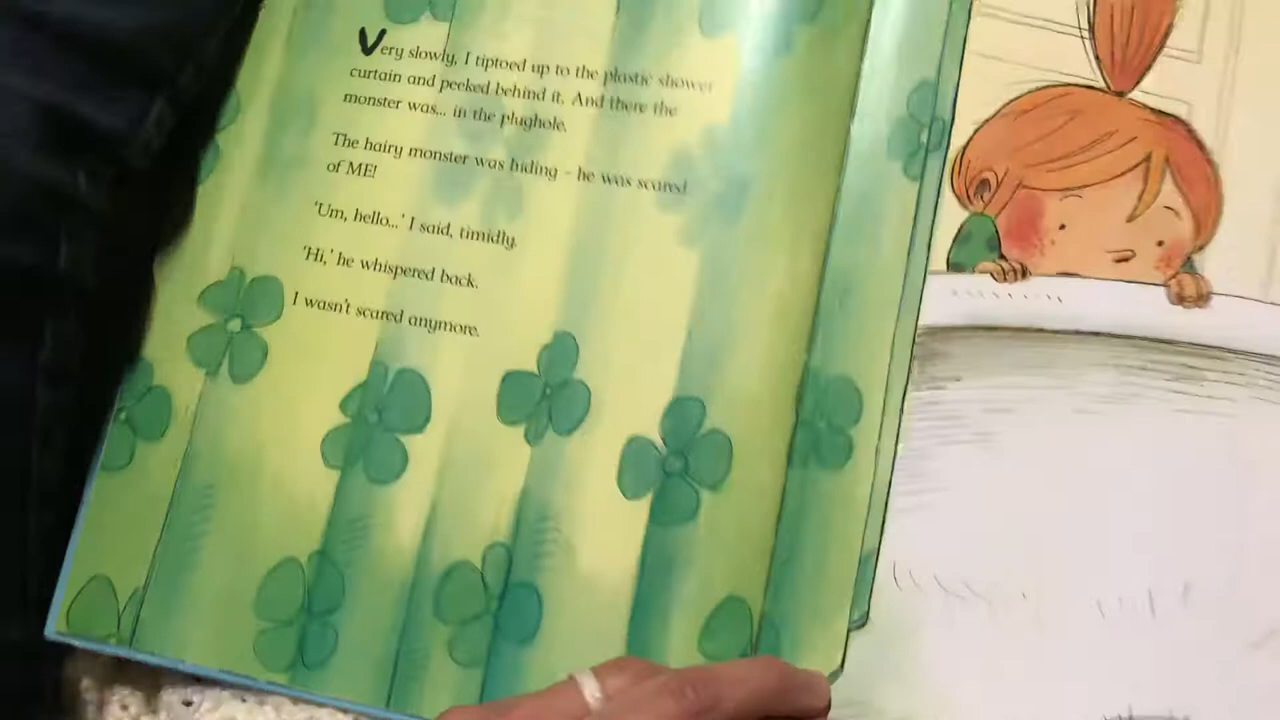 Very slowly, I tiptoed up to the plastic shower
curtain and peeked behind it. And there the
monster was... in the plughole.
The hairy monster was hiding – he was scared
of ME!
‘Um, hello...’ I said, timidly.
‘Hi,’ he whispered back.
I wasn’t scared anymore.